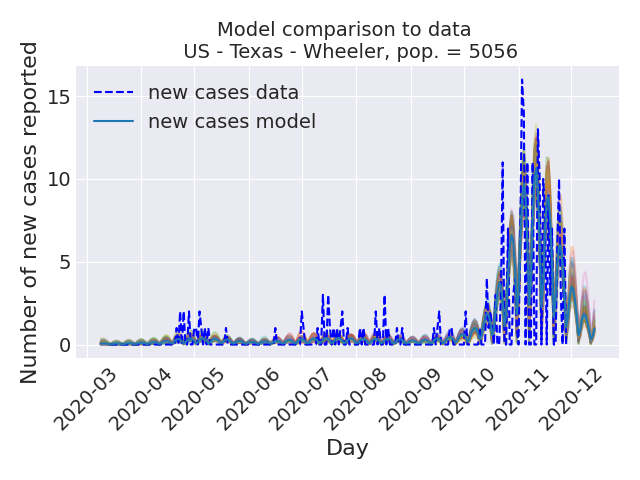 Model comparison to data
US - Texas - Wheeler, pop. = 5056
Number of new cases reported
15
10
5
0
new cases data
new cases model
2020-03
2020-04
2020-05
2020-06
2020-07
2020-08
2020-09
2020-10
2020-11
2020-12
Day